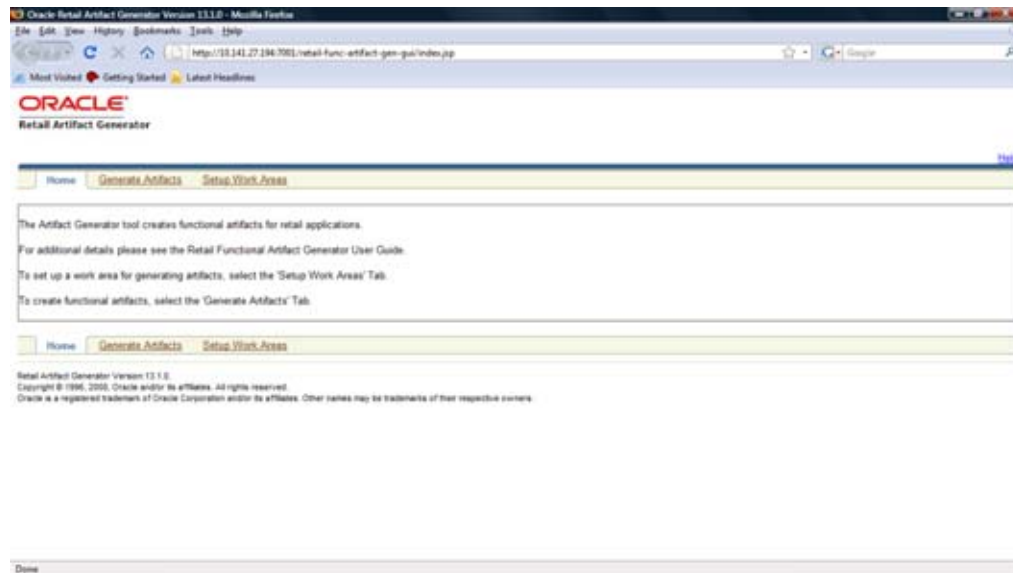 Oracle Retail Artifact Generator Version 13.1.0 - Mozilla Firefox
File Edit View History Bookmarks Tools Help
http://10.141.27.194:7001/retail-func-artifact-gen-gui/index.jsp
Google
Most Visited Getting Started Latest Headlines
ORACLE
Retail Artifact Generator
Help
Home Generate Artifacts Setup Work Areas
The Artifact Generator tool creates functional artifacts for retail applications.
For additional details please see the Retail Functional Artifact Generator User Guide.
To set up a work area for generating artifacts, select the 'Setup Work Areas' Tab.
To create functional artifacts, select the 'Generate Artifacts' Tab.
Home Generate Artifacts Setup Work Areas
Retail Artifact Generator Version 13.1.0.
Copyright © 1996, 2008, Oracle and/or its affiliates. All rights reserved.
Oracle is a registered trademark of Oracle Corporation and/or its affiliates. Other names may be trademarks of their respective owners.
Done